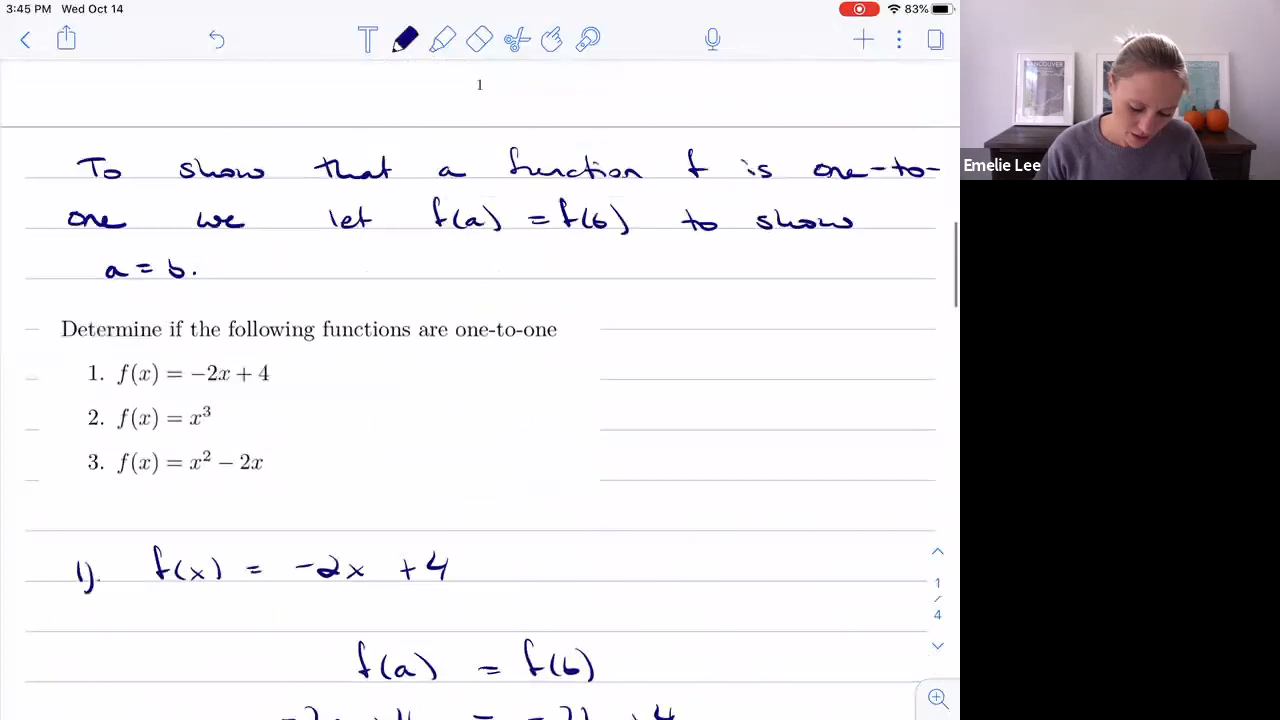 3:45 PM Wed Oct 14
83%
1
To show that a function f is one-to-
one we let f(a) = f(b) to show
a = b.
Determine if the following functions are one-to-one
1. f(x) = −2x + 4
2. f(x) = x³
3. f(x) = x² − 2x
1). f(x) = -2x +4
f(a) = f(b)
1
/
4
Emelie Lee
VANCOUVER